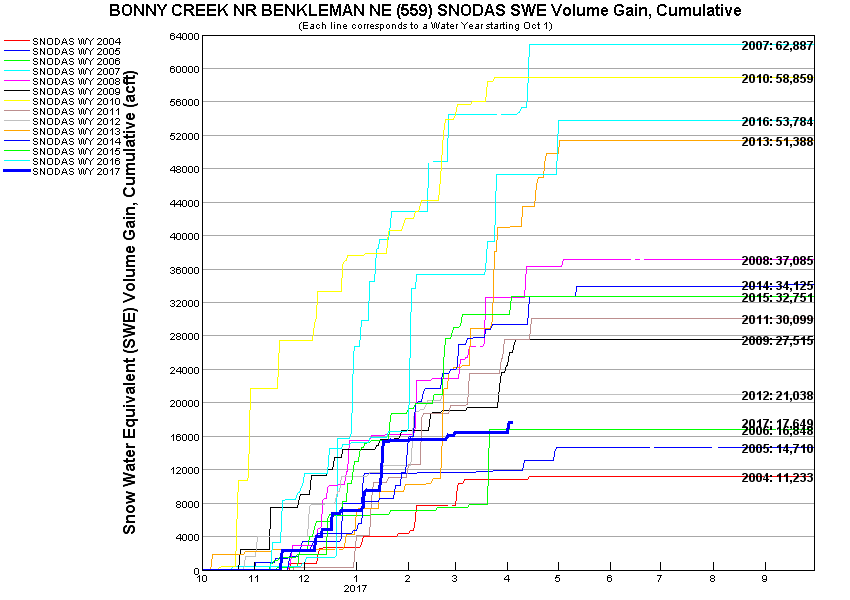 BONNY CREEK NR BENKLEMAN NE (559) SNODAS SWE Volume Gain, Cumulative
(Each line corresponds to a Water Year starting Oct 1)
SNODAS WY 2004
SNODAS WY 2005
SNODAS WY 2006
SNODAS WY 2007
SNODAS WY 2008
SNODAS WY 2009
SNODAS WY 2010
SNODAS WY 2011
SNODAS WY 2012
SNODAS WY 2013
SNODAS WY 2014
SNODAS WY 2015
SNODAS WY 2016
SNODAS WY 2017
Snow Water Equivalent (SWE) Volume Gain, Cumulative (acft)
64000
60000
56000
52000
48000
44000
40000
36000
32000
28000
24000
20000
16000
12000
8000
4000
0
2007: 62,887
2010: 58,859
2016: 53,784
2013: 51,388
2008: 37,085
2014: 34,125
2015: 32,751
2011: 30,099
2009: 27,515
2012: 21,038
2017: 17,649
2006: 16,848
2005: 14,710
2004: 11,233
10 11 12 1 2 3 4 5 6 7 8 9
2017